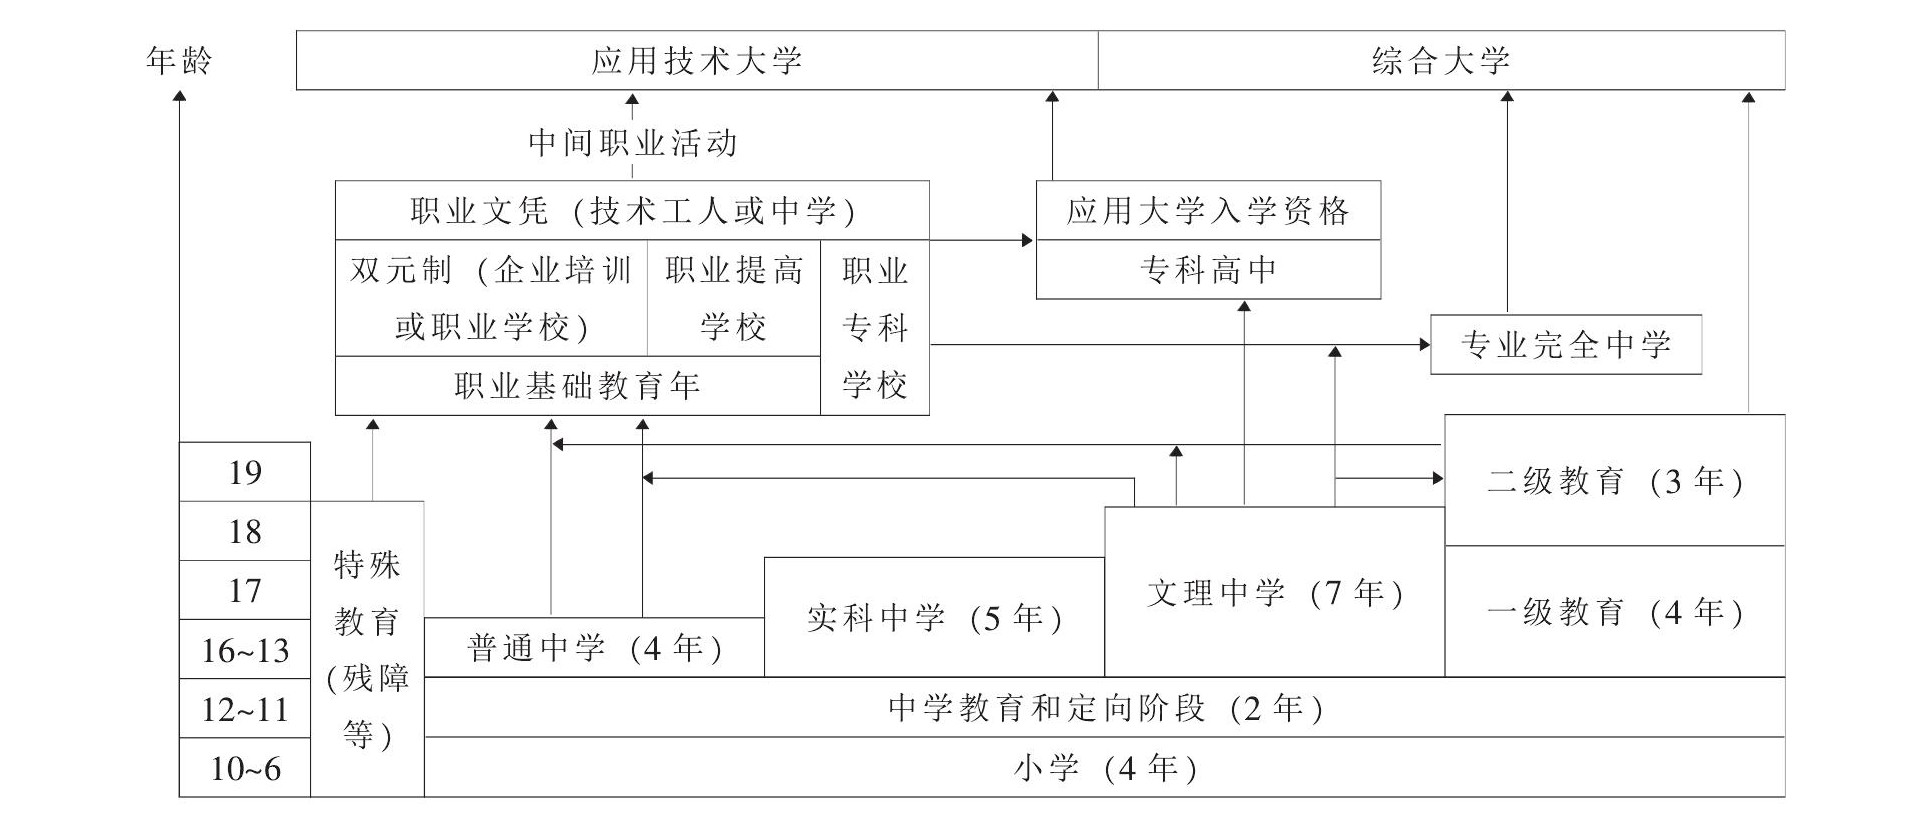 年龄
应用技术大学
综合大学
中间职业活动
职业文凭（技术工人或中学）
应用大学入学资格
双元制（企业培训
或职业学校）
职业提高
学校
职业
专科
学校
专科高中
专业完全中学
职业基础教育年
19
18
17
16~13
12~11
10~6
特殊
教育
（残障
等）
二级教育（3 年）
一级教育（4 年）
文理中学（7 年）
实科中学（5 年）
普通中学（4 年）
中学教育和定向阶段（2 年）
小学（4 年）